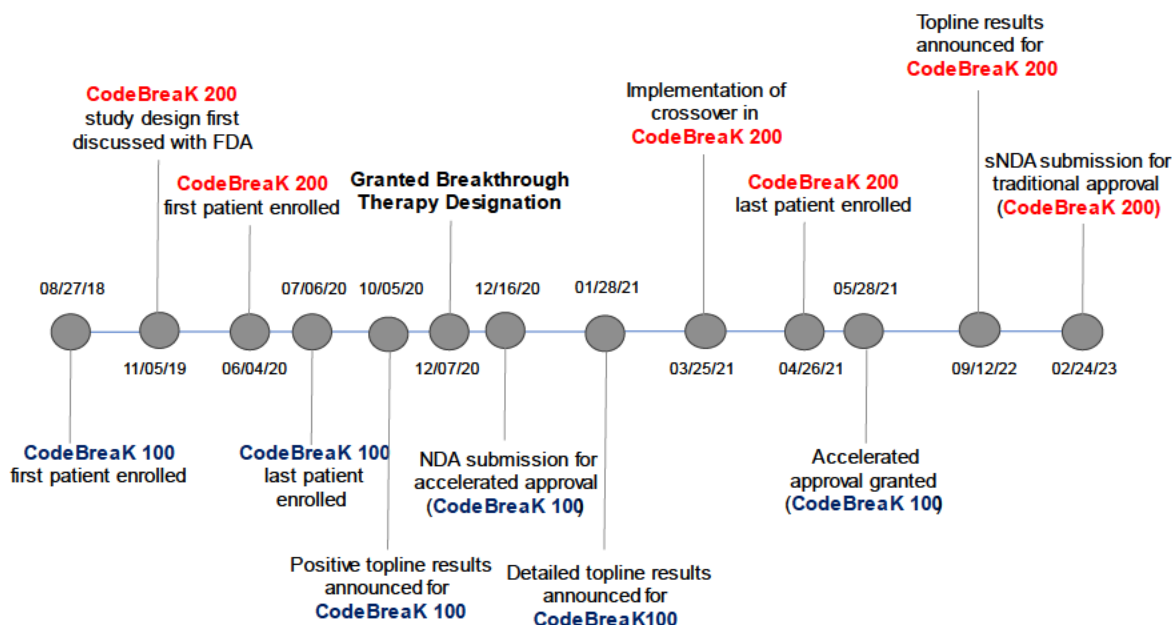 Topline results
announced for
CodeBreaK 200
CodeBreaK 200
study design first
discussed with FDA
Implementation of
crossover in
CodeBreaK 200
sNDA submission for
traditional approval
(CodeBreaK 200)
CodeBreaK 200
first patient enrolled
Granted Breakthrough
Therapy Designation
CodeBreaK 200
last patient enrolled
08/27/18
07/06/20
10/05/20
12/16/20
01/28/21
05/28/21
11/05/19
06/04/20
12/07/20
03/25/21
04/26/21
09/12/22
02/24/23
CodeBreaK 100
first patient enrolled
CodeBreaK 100
last patient
enrolled
NDA submission for
accelerated approval
(CodeBreaK 100)
Accelerated
approval granted
(CodeBreaK 100)
Positive topline results
announced for
CodeBreaK 100
Detailed topline results
announced for
CodeBreaK100